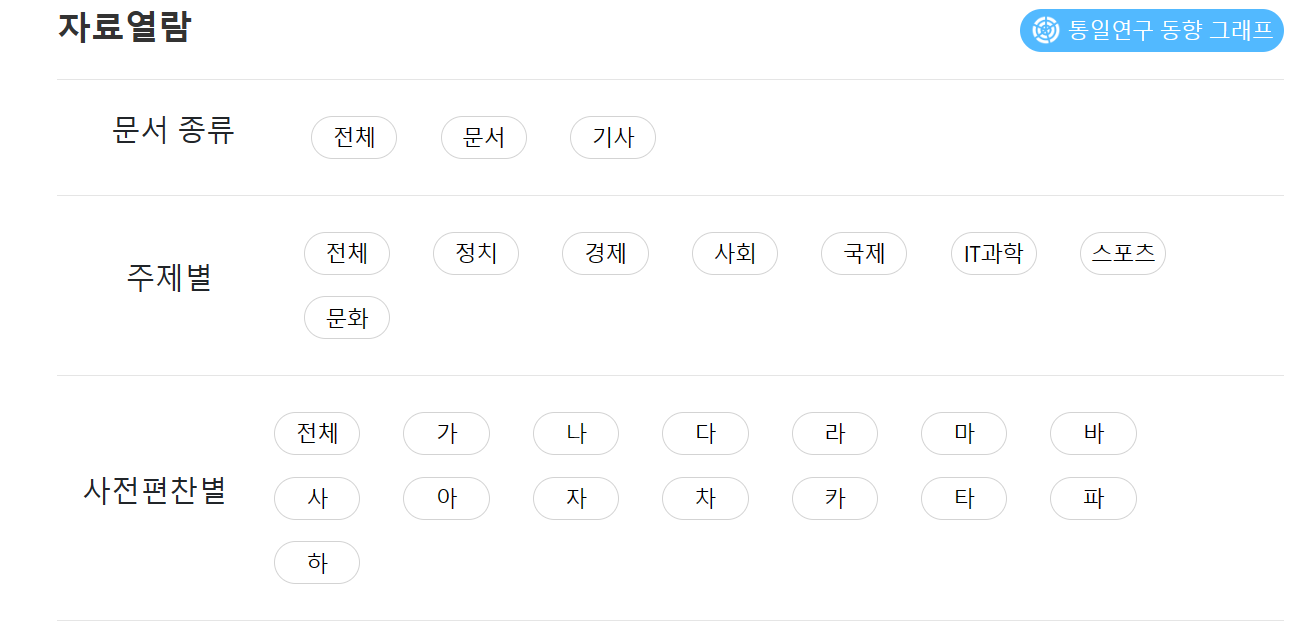 자료열람 통일연구 동향 그래프
문서 종류 전체 문서 기사
주제별 전체 정치 경제 사회 국제 IT과학 스포츠
문화
사전편찬별 전체 가 나 다 라 마 바
사 아 자 차 카 타 파
하